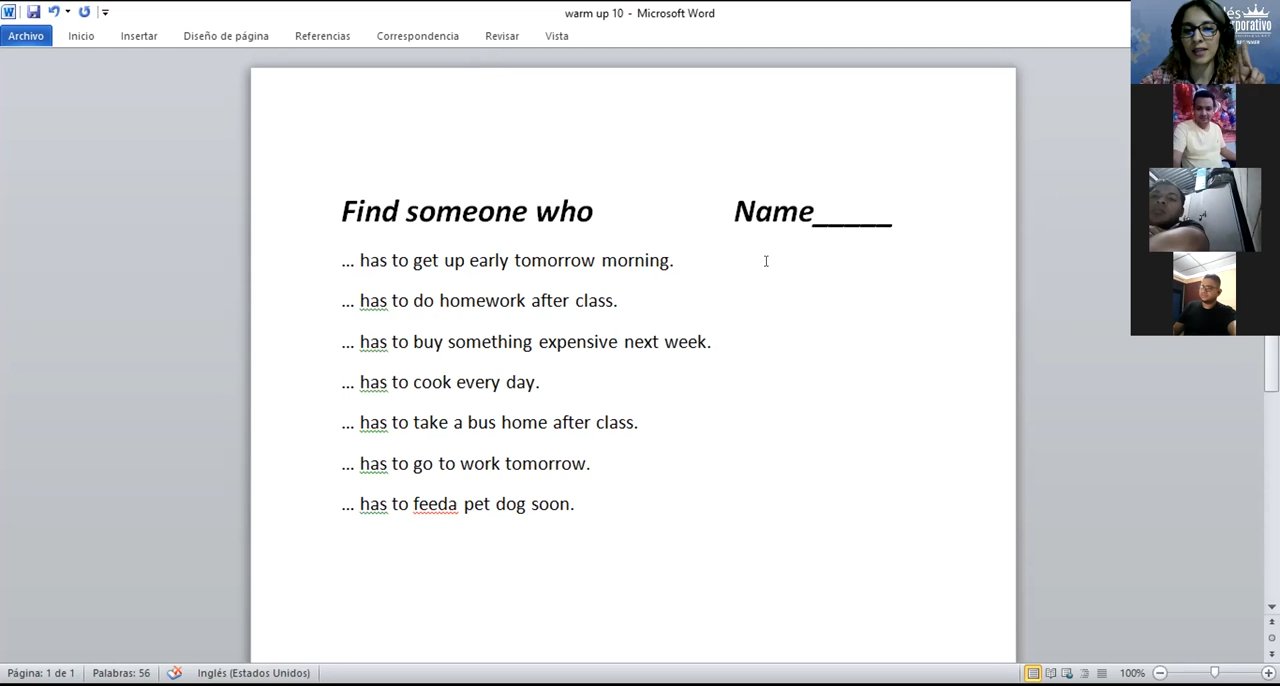 warm up 10 - Microsoft Word
Archivo Inicio Insertar Diseño de página Referencias Correspondencia Revisar Vista
Find someone who Name_____
... has to get up early tomorrow morning.
... has to do homework after class.
... has to buy something expensive next week.
... has to cook every day.
... has to take a bus home after class.
... has to go to work tomorrow.
... has to feeda pet dog soon.
Página: 1 de 1 Palabras: 56 Inglés (Estados Unidos) 100%